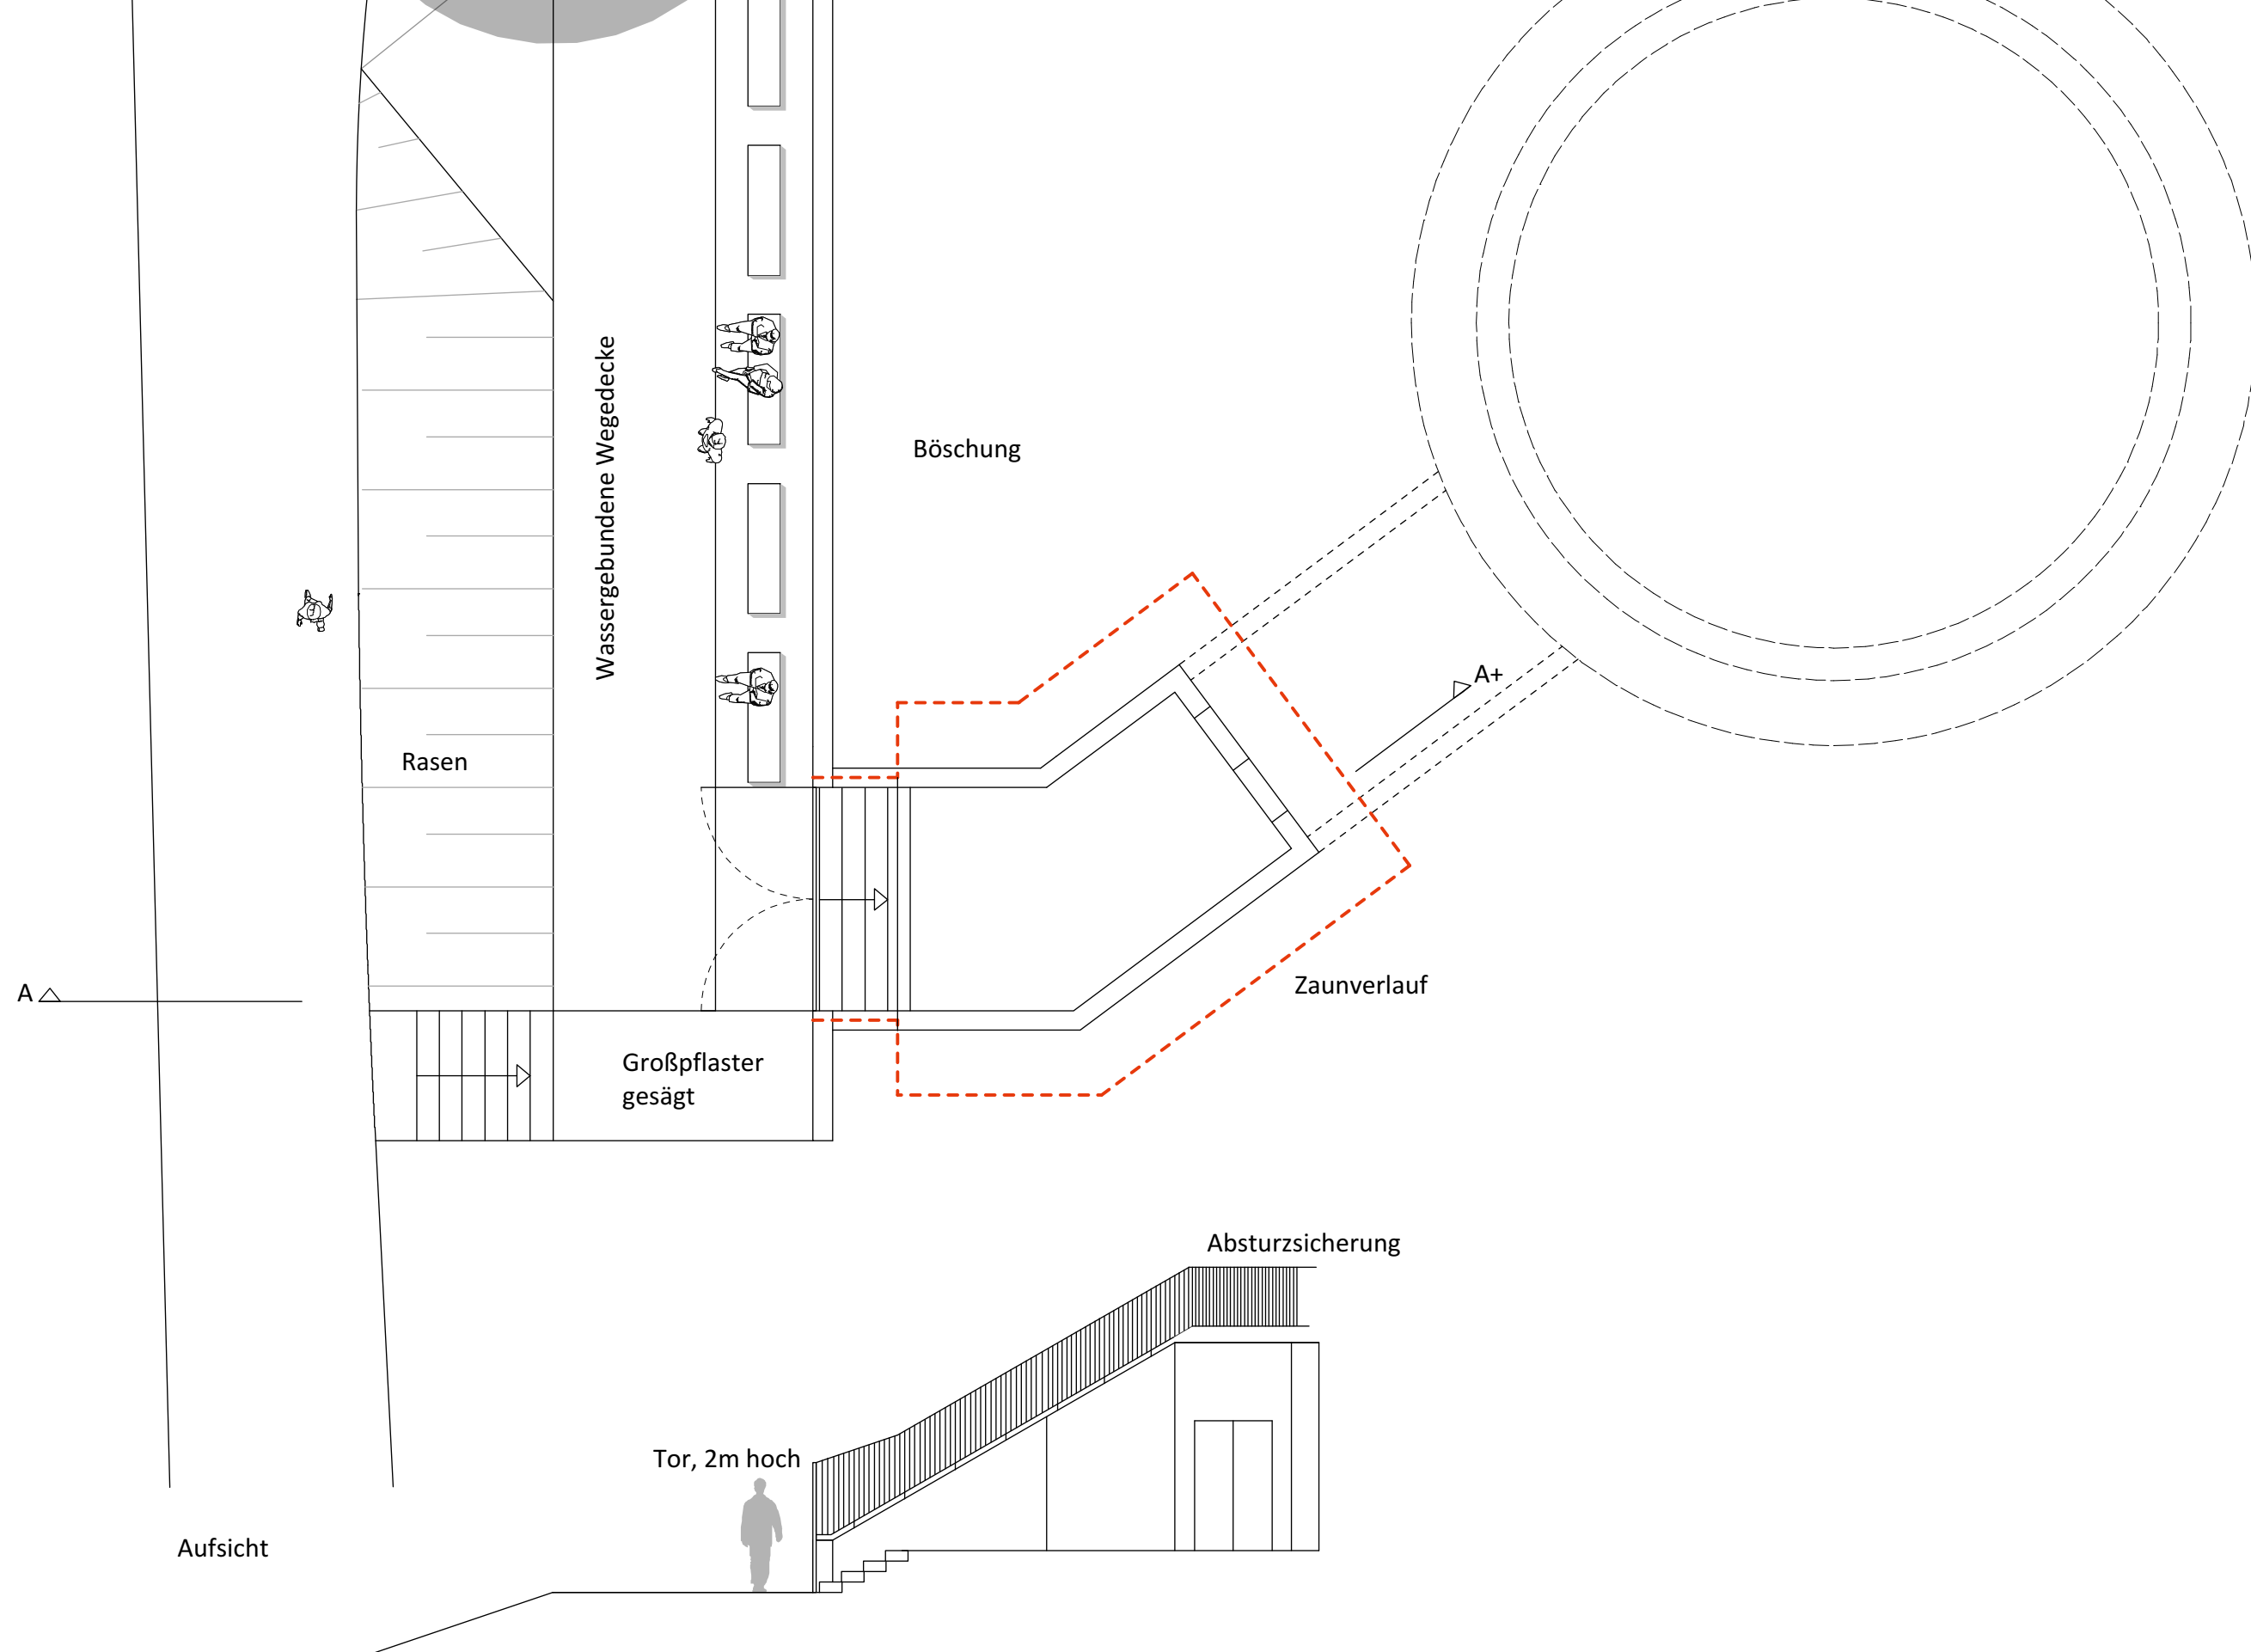 Wassergebundene Wegedecke
Böschung
A+
Rasen
Zaunverlauf
A
Großpflaster
gesägt
Absturzsicherung
Tor, 2m hoch
Aufsicht